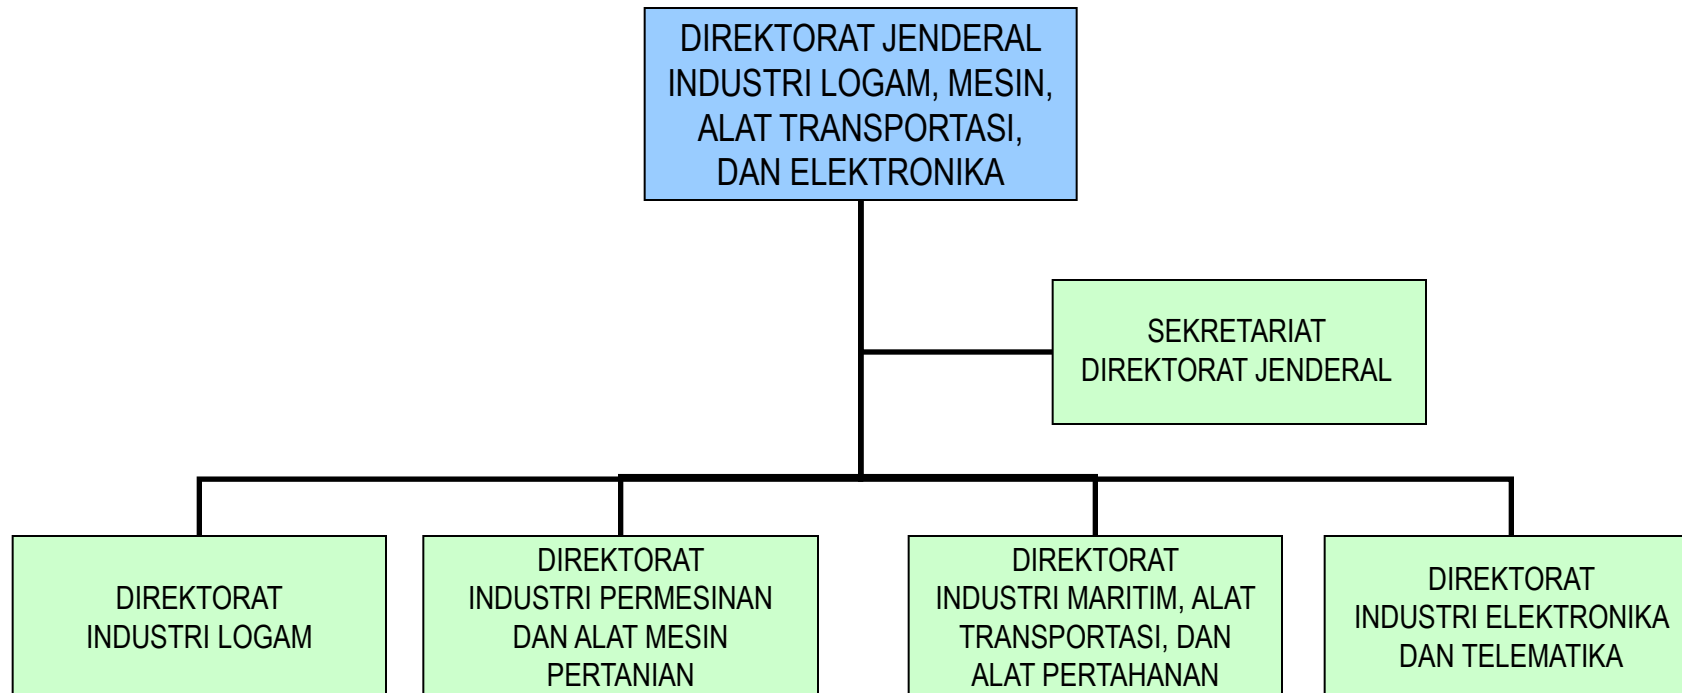 DIREKTORAT JENDERAL
INDUSTRI LOGAM, MESIN,
ALAT TRANSPORTASI,
DAN ELEKTRONIKA
SEKRETARIAT
DIREKTORAT JENDERAL
DIREKTORAT
INDUSTRI LOGAM
DIREKTORAT
INDUSTRI PERMESINAN
DAN ALAT MESIN
PERTANIAN
DIREKTORAT
INDUSTRI MARITIM, ALAT
TRANSPORTASI, DAN
ALAT PERTAHANAN
DIREKTORAT
INDUSTRI ELEKTRONIKA
DAN TELEMATIKA